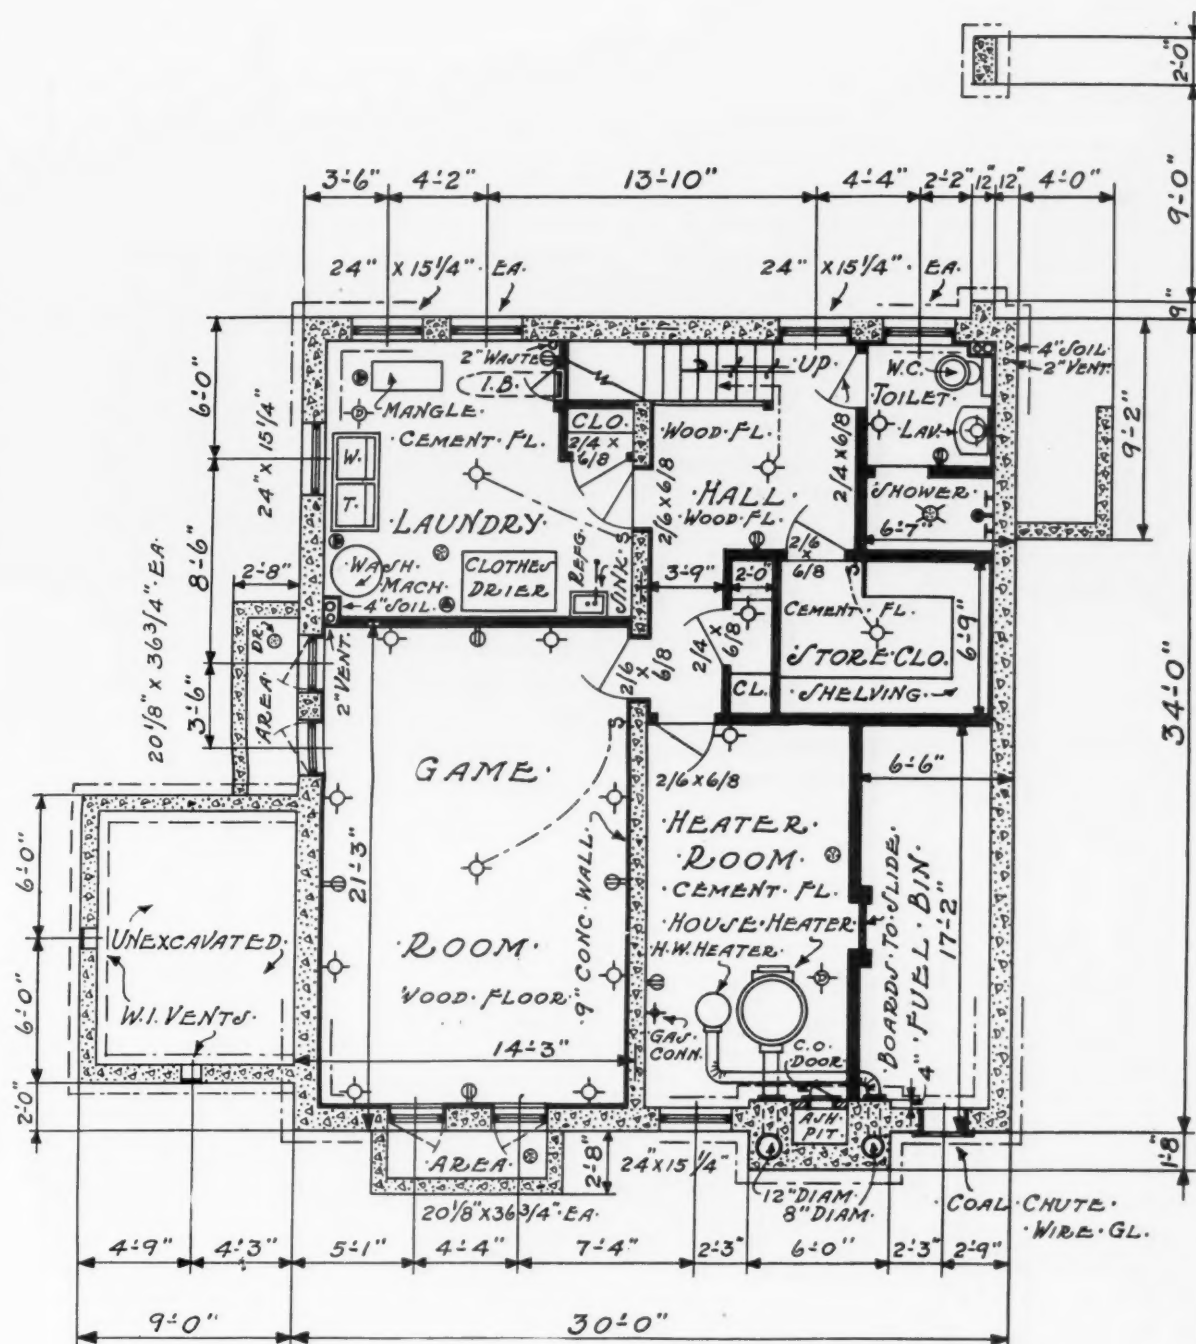 2'-0"
9'-0"
3'-6" 4'-2" 13'-10" 4'-4" 2'-2" 12" 12" 4'-0"
24" X 15 1/4" · EA·
24" X 15 1/4" · EA·
9"
2" WASTE
UP·
4" SOIL
2" VENT·
W.C.
TOILET·
I.B.
MANGLE·
CLO·
2/4 X
6/8
WOOD·FL·
LAV·
6'-0"
24" X 15 1/4"
CEMENT·FL·
W.
T.
2/6 X 6/8
2/4 X 6/8
9'-2"
·LAUNDRY·
HALL·
WOOD·FL·
SHOWER·
6'-7"
8'-6"
2'-8"
WASH·
MACH·
CLOTHES
DRIER
REFG·
SINK·S
3'-9"
2'-0"
2/6
X
6/8
S
4" SOIL·
CEMENT·FL·
6'-9"
STORE·CLO·
SHELVING·
20 1/8" X 36 3/4" EA·
DR·
AREA·
2" VENT·
2/6
X
6/8
2/4 X
6/8
CL·
34'-0"
3'-6"
S
GAME·
2/6 X 6/8
6'-6"
6'-0"
21'-3"
9" CONC·WALL·
·HEATER·
·ROOM·
CEMENT·FL·
HOUSE·HEATER·
H.W.HEATER·
BOARDS·TO·SLIDE·
4" FUEL·BIN·
17'-2"
UNEXCAVATED·
·ROOM·
WOOD·FLOOR·
6'-0"
W.I.VENTS·
14'-3"
GAS·
CONN·
C.O.
DOOR
2'-0"
ASH·
PIT·
AREA·
2'-8"
24" X 15 1/4"
20 1/8" X 36 3/4"·EA·
12" DIAM·
8" DIAM·
1'-8"
COAL·CHUTE·
·WIRE·GL·
4'-9" 4'-3" 5'-1" 4'-4" 7'-4" 2'-3" 6'-0" 2'-3" 2'-9"
9'-0" 30'-0"